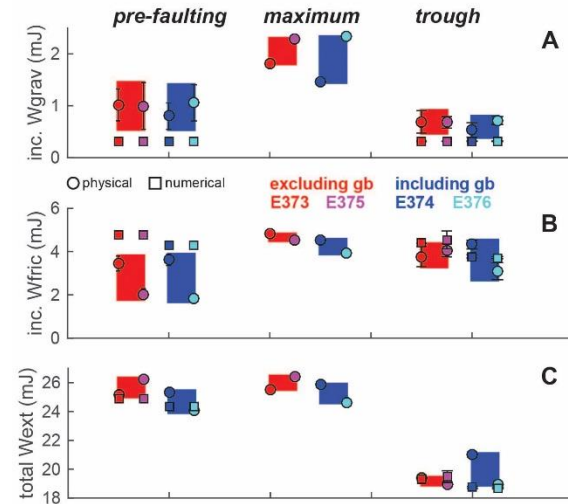 pre-faulting maximum trough
A
inc. Wgrav (mJ)
2
1
0
physical numerical
excluding gb including gb
E373 E375 E374 E376
B
inc. Wfric (mJ)
6
4
2
0
C
total Wext (mJ)
26
24
22
20
18